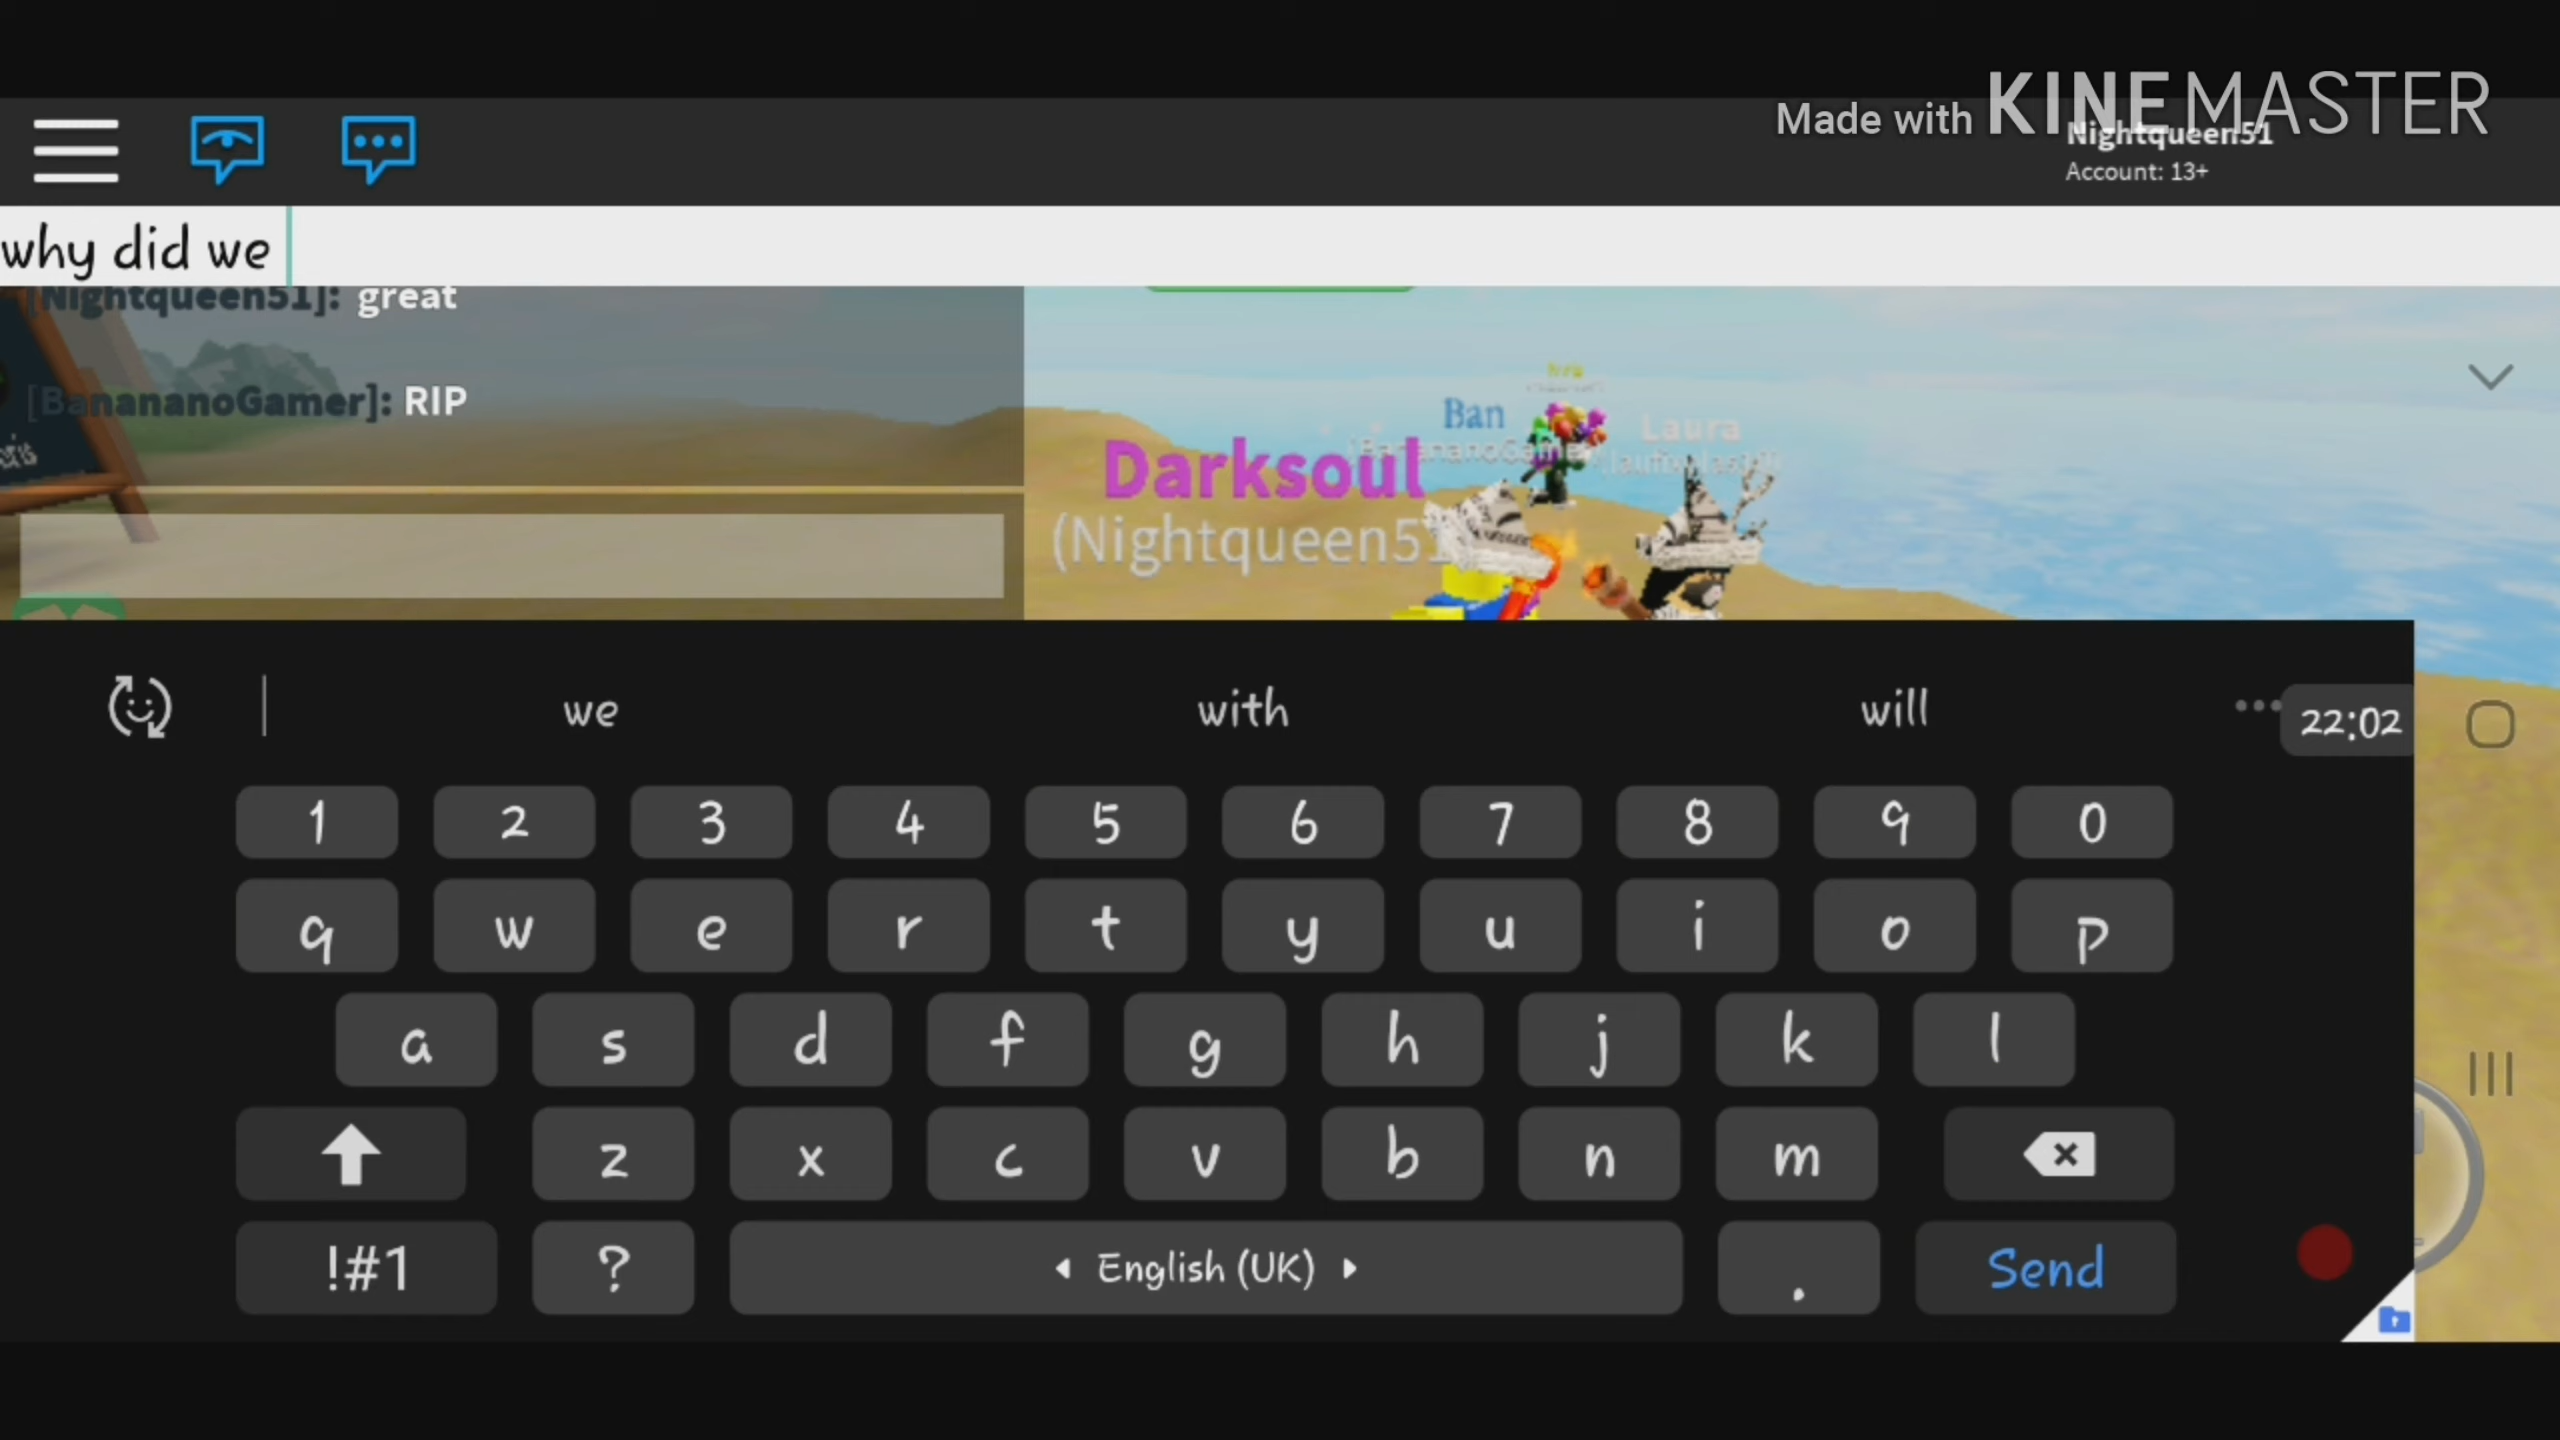 Made with KINEMASTER
Nightqueen51
Account: 13+
why did we
[Nightqueen51]: great
[BanananoGamer]: RIP
Ban
Laura
Darksoul
(Nightqueen51
we with will
22:02
1 2 3 4 5 6 7 8 9 0
q w e r t y u i o p
a s d f g h j k l
z x c v b n m
!#1 ? English (UK) . Send